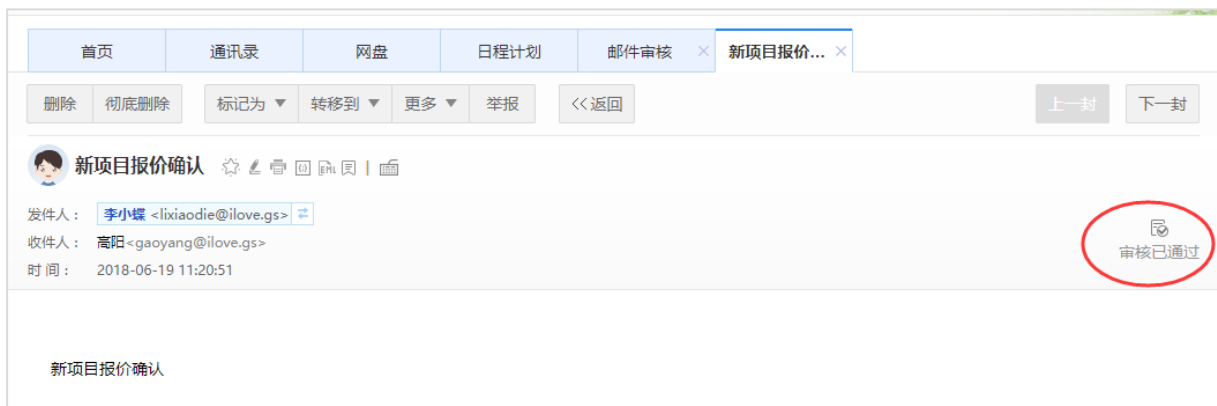 首页 通讯录 网盘 日程计划 邮件审核 × 新项目报价... ×
删除 彻底删除 标记为 ▼ 转移到 ▼ 更多 ▼ 举报 <<返回 上一封 下一封
新项目报价确认
发件人: 李小蝶 <lixiaodie@ilove.gs>
收件人: 高阳<gaoyang@ilove.gs>
审核已通过
时 间: 2018-06-19 11:20:51
新项目报价确认